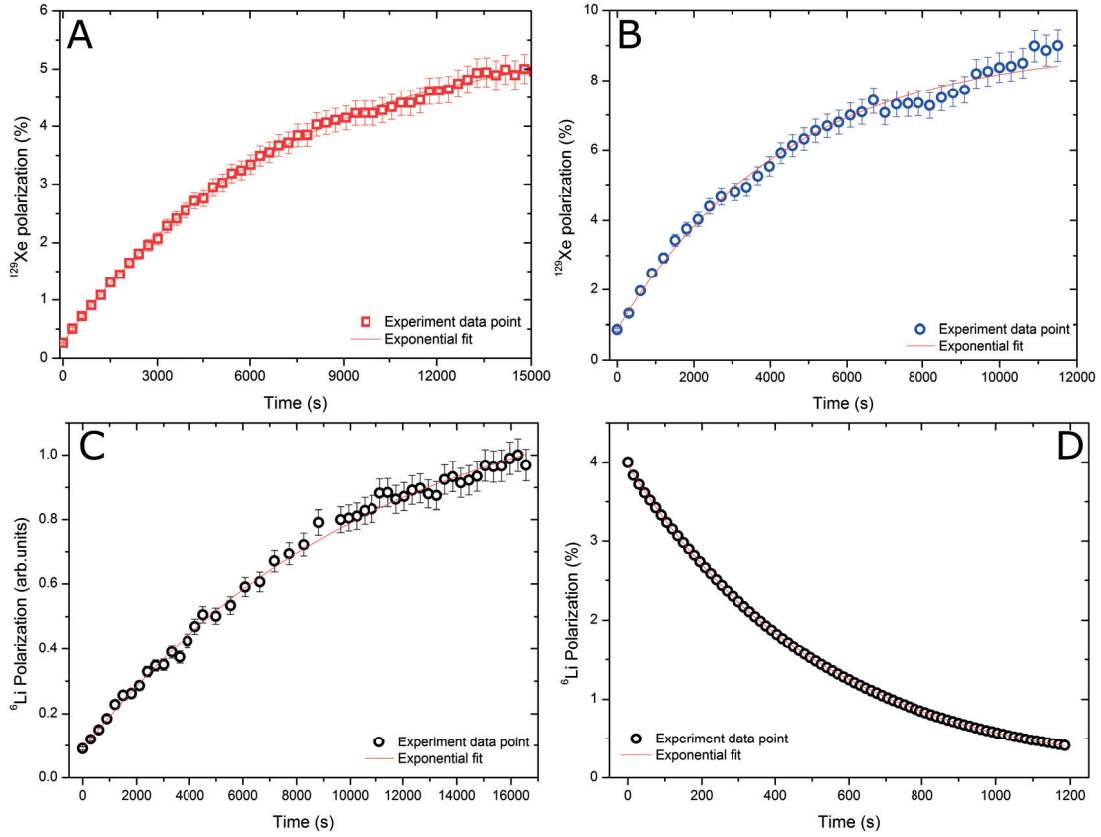 A
6
5
4
3
2
1
0
¹²⁹Xe polarization (%)
Experiment data point
Exponential fit
0 3000 6000 9000 12000 15000
Time (s)
B
10
8
6
4
2
0
¹²⁹Xe polarization (%)
Experiment data point
Exponential fit
0 2000 4000 6000 8000 10000 12000
Time (s)
C
1.0
0.8
0.6
0.4
0.2
0.0
⁶Li Polarization (arb.units)
Experiment data point
Exponential fit
0 2000 4000 6000 8000 10000 12000 14000 16000
Time (s)
D
4
3
2
1
0
⁶Li Polarization (%)
Experiment data point
Exponential fit
0 200 400 600 800 1000 1200
Time (s)